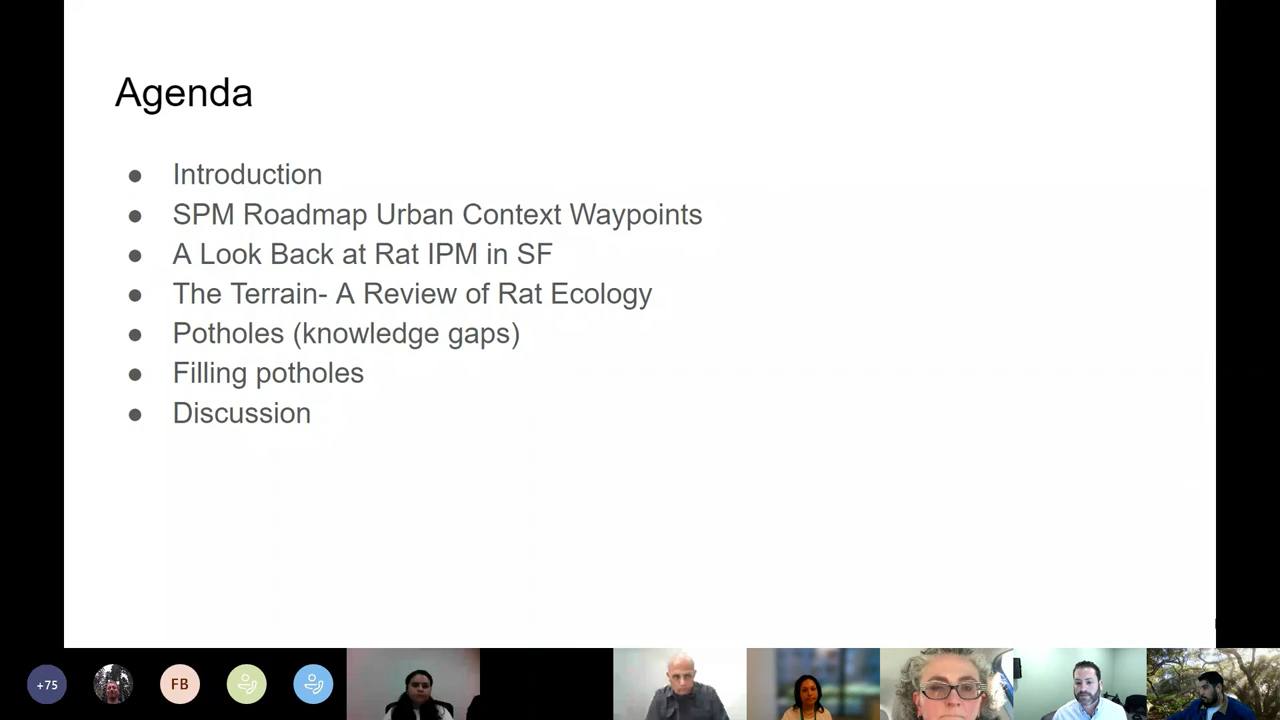 Agenda
● Introduction
● SPM Roadmap Urban Context Waypoints
● A Look Back at Rat IPM in SF
● The Terrain- A Review of Rat Ecology
● Potholes (knowledge gaps)
● Filling potholes
● Discussion
+75
FB